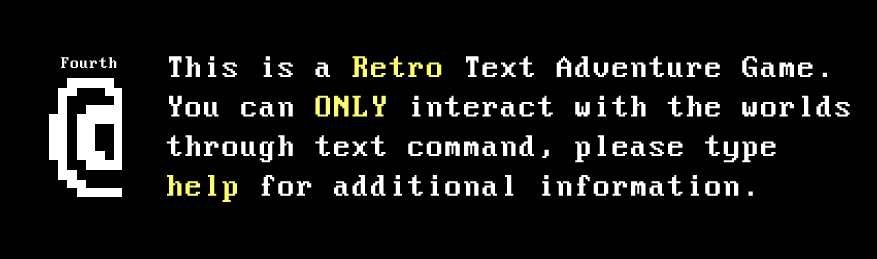 Fourth
@
This is a Retro Text Adventure Game.
You can ONLY interact with the worlds
through text command, please type
help for additional information.